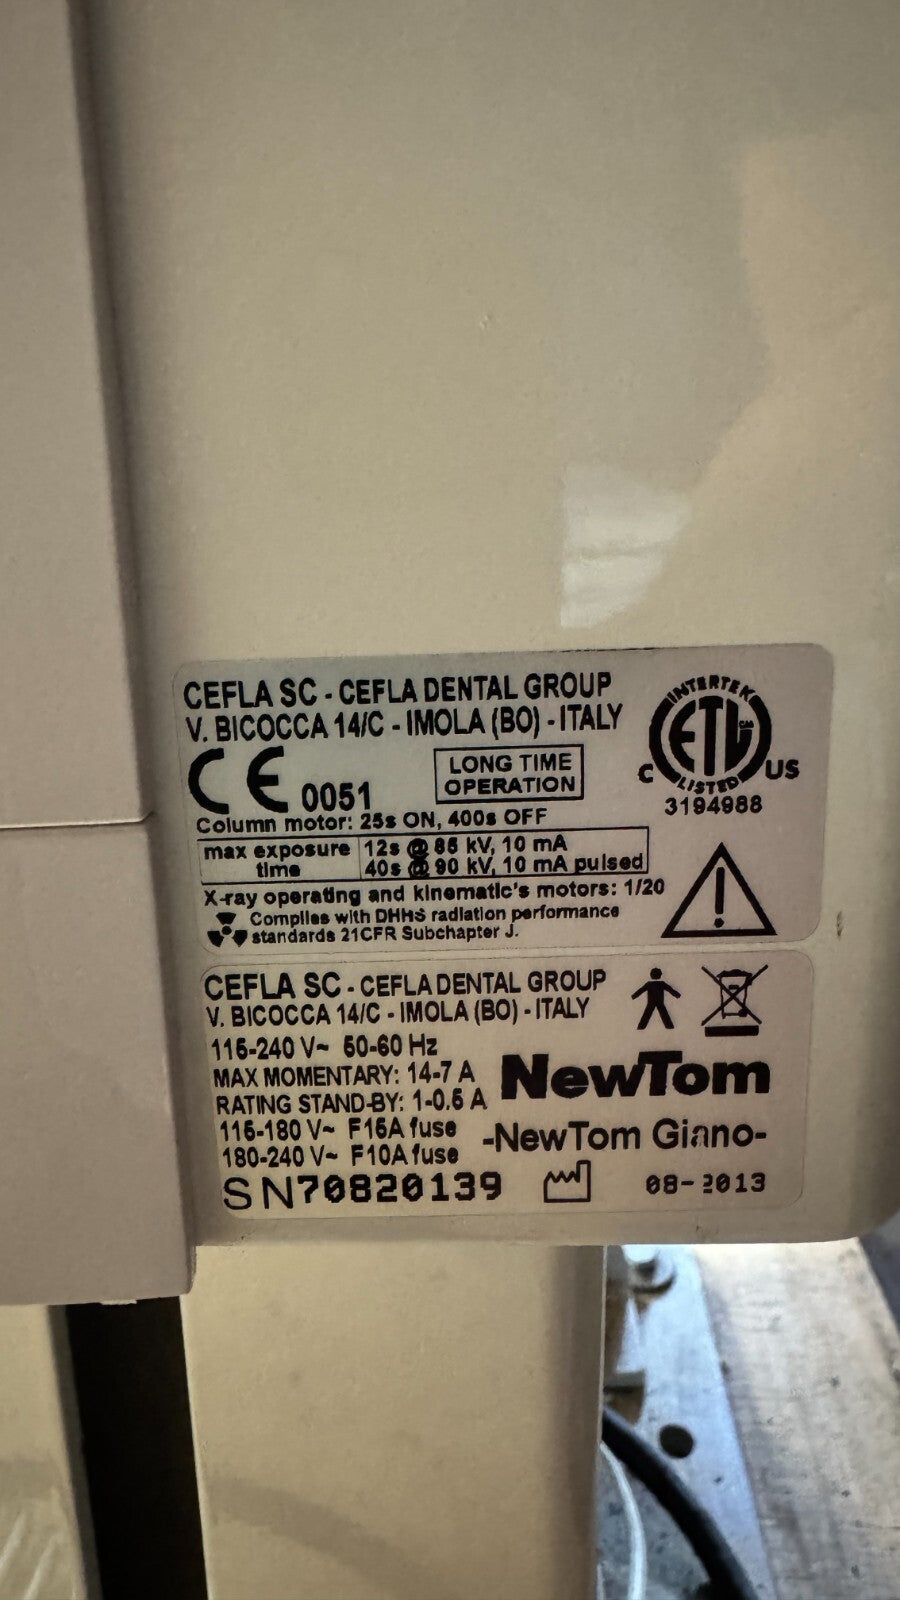 CEFLA SC - CEFLA DENTAL GROUP
V. BICOCCA 14/C - IMOLA (BO) - ITALY
CE 0051
LONG TIME
OPERATION
INTERTEK
ETL
LISTED
C US
3194988
Column motor: 25s ON, 400s OFF
max exposure time
12s @ 85 kV, 10 mA
40s @ 90 kV, 10 mA pulsed
X-ray operating and kinematic's motors: 1/20
Complies with DHHS radiation performance
standards 21CFR Subchapter J.
CEFLA SC - CEFLA DENTAL GROUP
V. BICOCCA 14/C - IMOLA (BO) - ITALY
115-240 V~ 50-60 Hz
MAX MOMENTARY: 14-7 A
RATING STAND-BY: 1-0.5 A
115-180 V~ F15A fuse
180-240 V~ F10A fuse
NewTom
-NewTom Giano-
SN70820139
08-2013